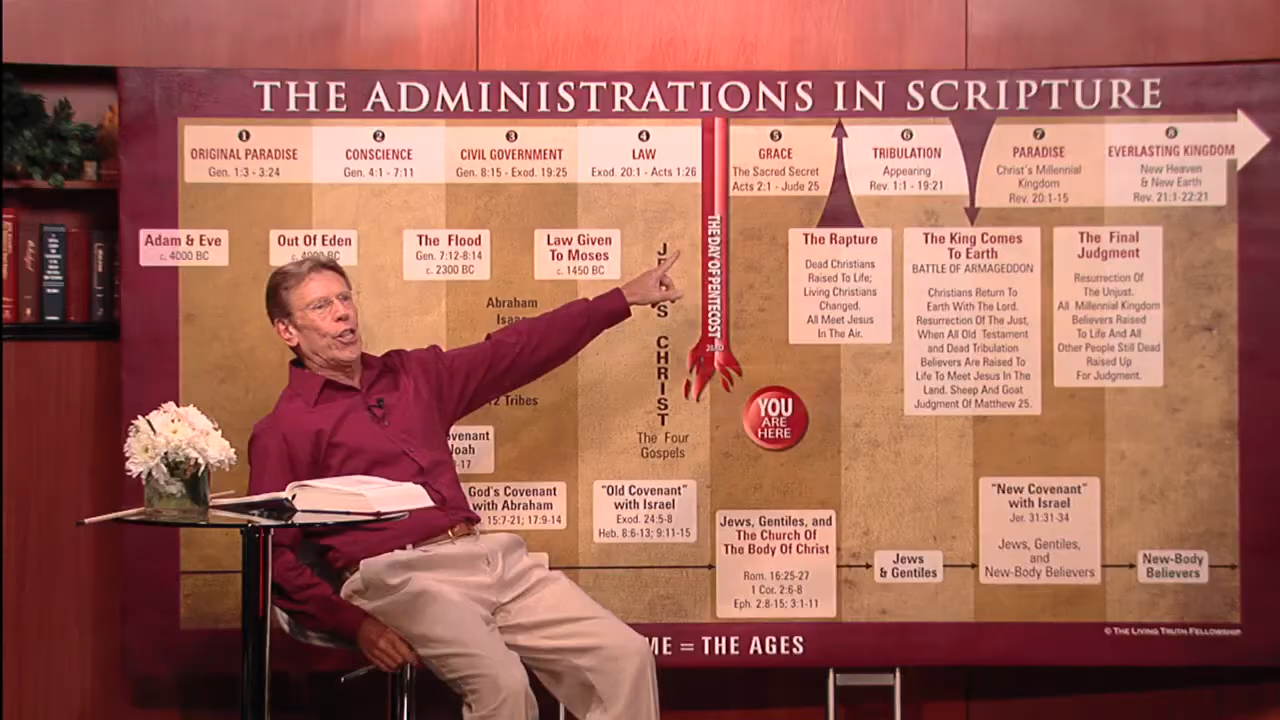 THE ADMINISTRATIONS IN SCRIPTURE
1
ORIGINAL PARADISE
Gen. 1:3 - 3:24
2
CONSCIENCE
Gen. 4:1 - 7:11
3
CIVIL GOVERNMENT
Gen. 8:15 - Exod. 19:25
4
LAW
Exod. 20:1 - Acts 1:26
5
GRACE
The Sacred Secret
Acts 2:1 - Jude 25
6
TRIBULATION
Appearing
Rev. 1:1 - 19:21
7
PARADISE
Christ's Millennial
Kingdom
Rev. 20:1-15
8
EVERLASTING KINGDOM
New Heaven
& New Earth
Rev. 21:1-22:21
Adam & Eve
c. 4000 BC
Out Of Eden
c. 4000 BC
The Flood
Gen. 7:12-8:14
c. 2300 BC
Law Given
To Moses
c. 1450 BC
Abraham
12 Tribes
JESUS CHRIST
The Four
Gospels
THE DAY OF PENTECOST
The Rapture
Dead Christians
Raised To Life;
Living Christians
Changed.
All Meet Jesus
In The Air.
The King Comes
To Earth
BATTLE OF ARMAGEDDON
Christians Return To
Earth With The Lord.
Resurrection Of The Just,
When All Old Testament
and Dead Tribulation
Believers Are Raised To
Life To Meet Jesus In The
Land. Sheep And Goat
Judgment Of Matthew 25.
The Final
Judgment
Resurrection Of
The Unjust.
All Millennial Kingdom
Believers Raised
To Life And All
Other People Still Dead
Raised Up
For Judgment.
YOU
ARE
HERE
God's Covenant
with Abraham
15:7-21; 17:9-14
"Old Covenant"
with Israel
Exod. 24:5-8
Heb. 8:6-13; 9:11-15
Jews, Gentiles, and
The Church Of
The Body Of Christ
Rom. 16:25-27
1 Cor. 2:6-8
Eph. 2:8-15; 3:1-11
Jews
& Gentiles
"New Covenant"
with Israel
Jer. 31:31-34
Jews, Gentiles,
and
New-Body Believers
New-Body
Believers
= THE AGES
© THE LIVING TRUTH FELLOWSHIP